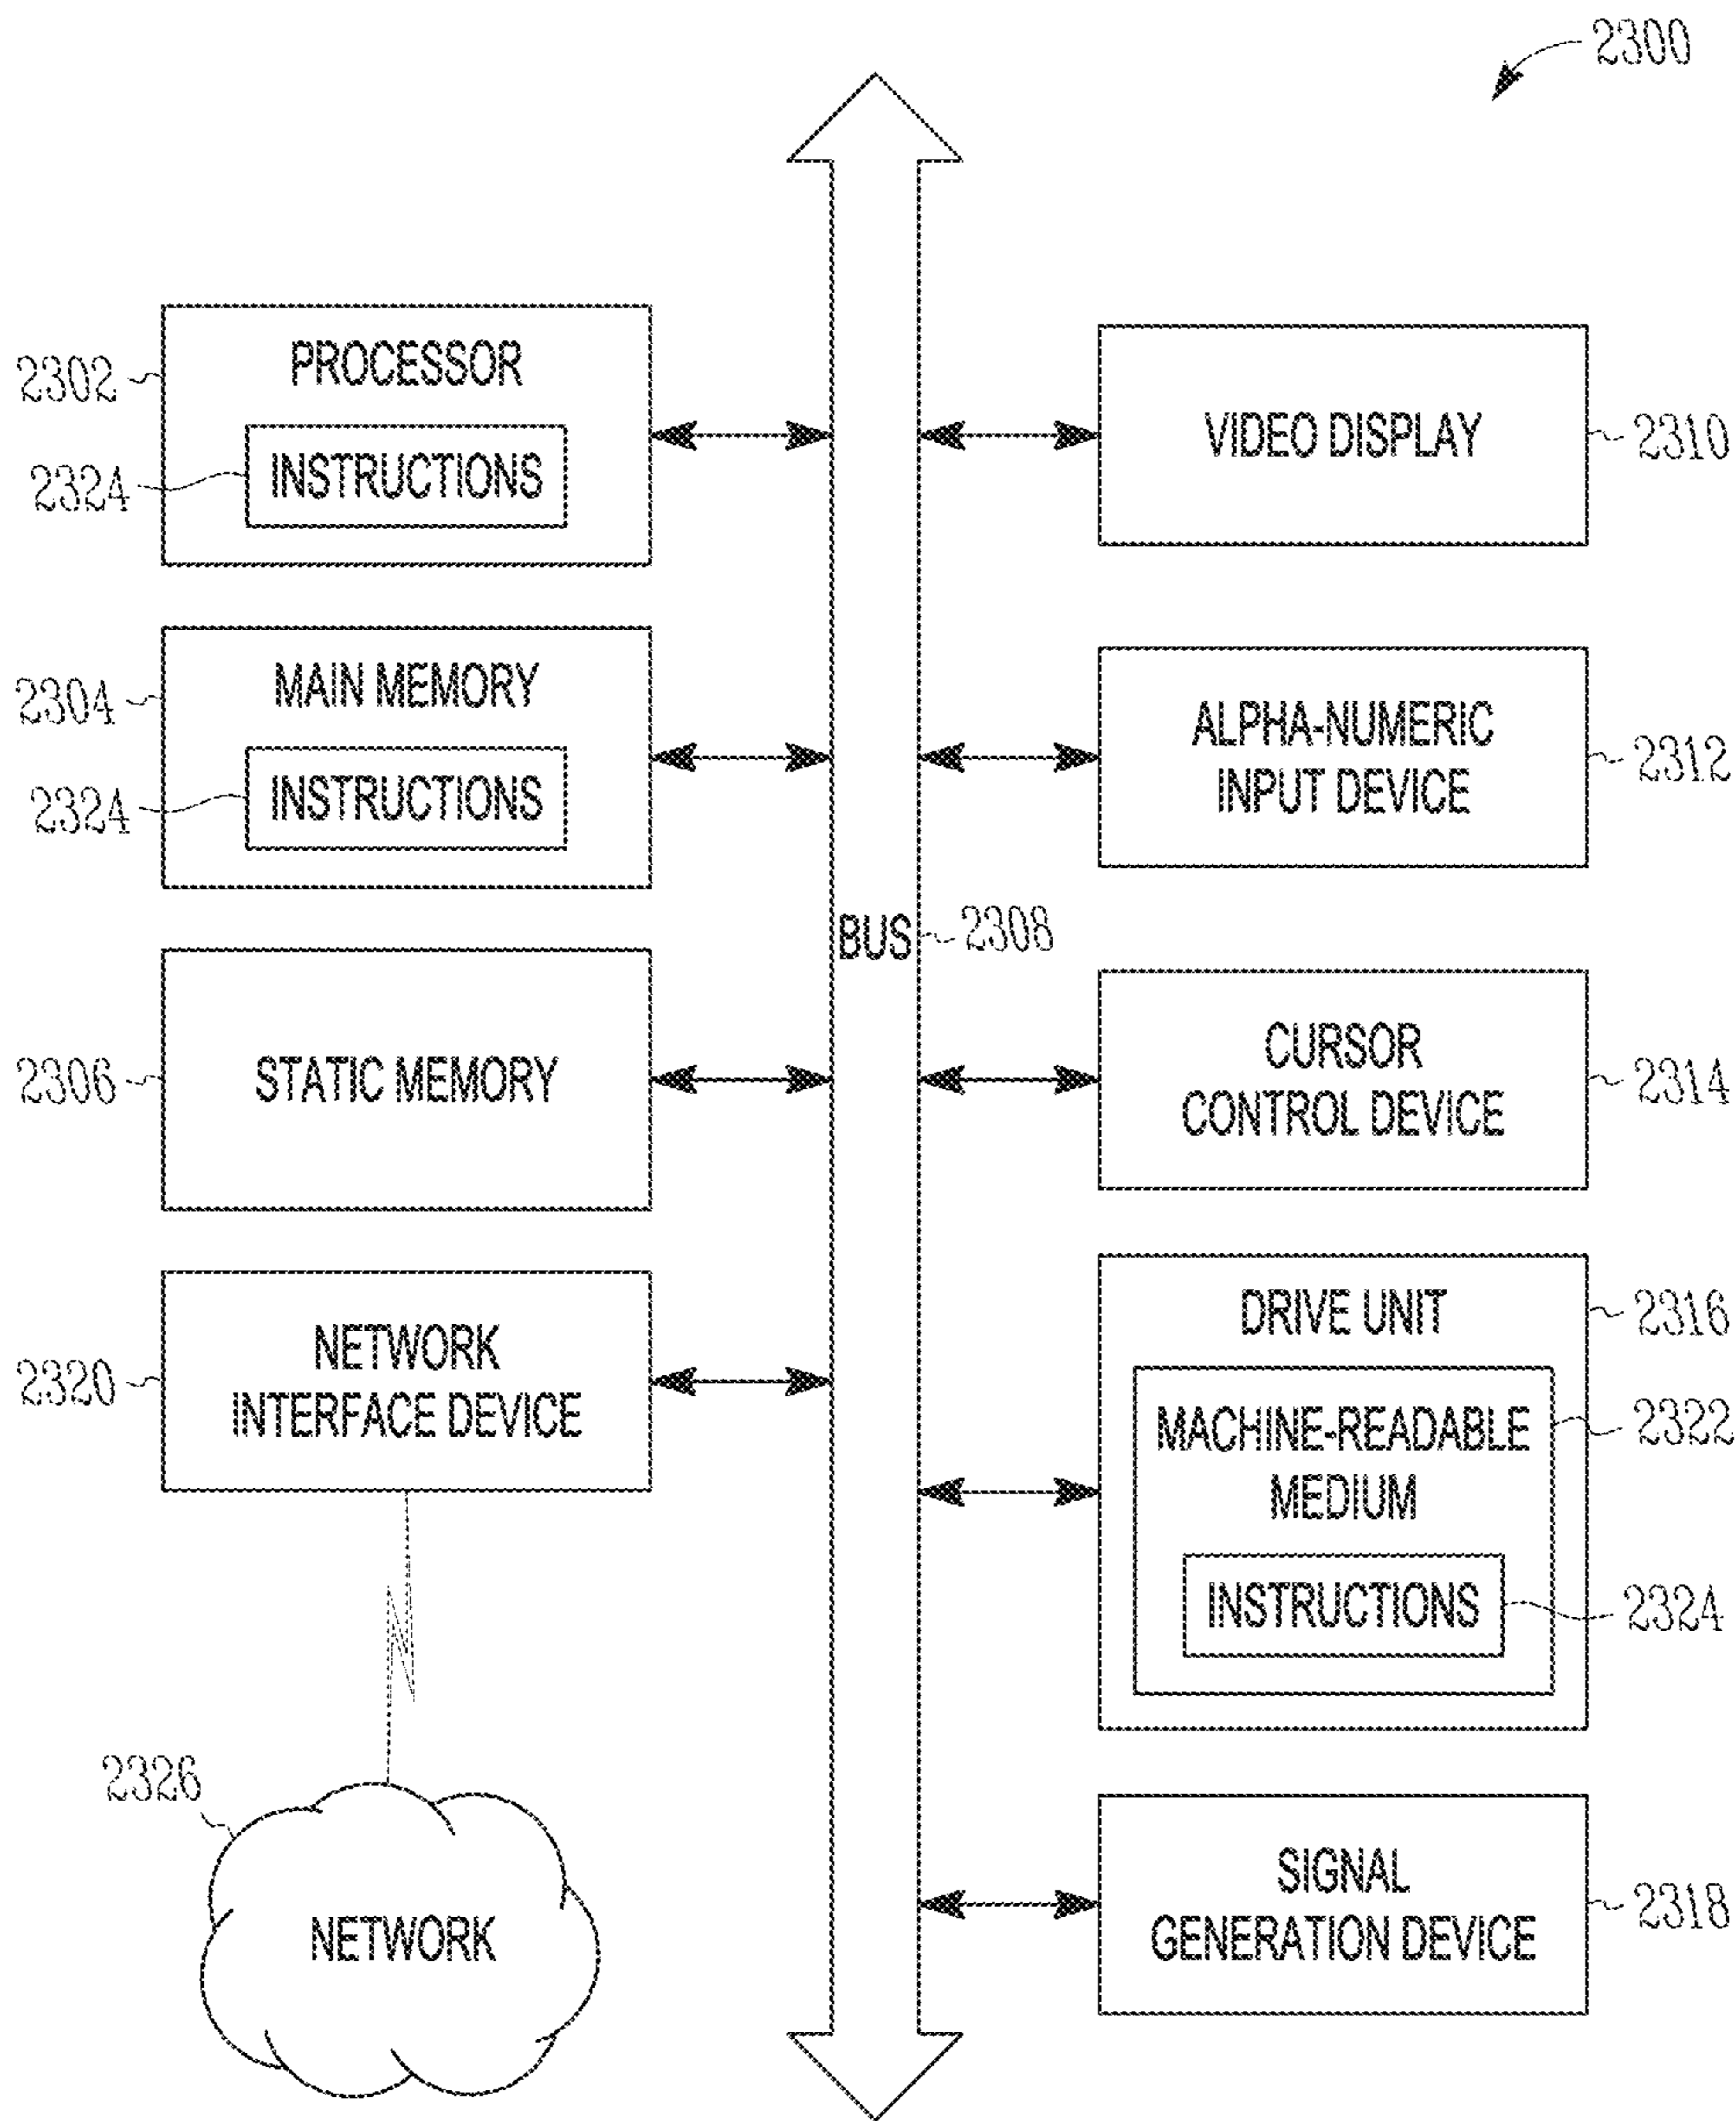 2300
PROCESSOR
2302
INSTRUCTIONS
2324
VIDEO DISPLAY
2310
MAIN MEMORY
2304
INSTRUCTIONS
2324
ALPHA-NUMERIC
INPUT DEVICE
2312
BUS
2308
STATIC MEMORY
2306
CURSOR
CONTROL DEVICE
2314
NETWORK
INTERFACE DEVICE
2320
DRIVE UNIT
2316
MACHINE-READABLE
MEDIUM
2322
INSTRUCTIONS
2324
2326
NETWORK
SIGNAL
GENERATION DEVICE
2318